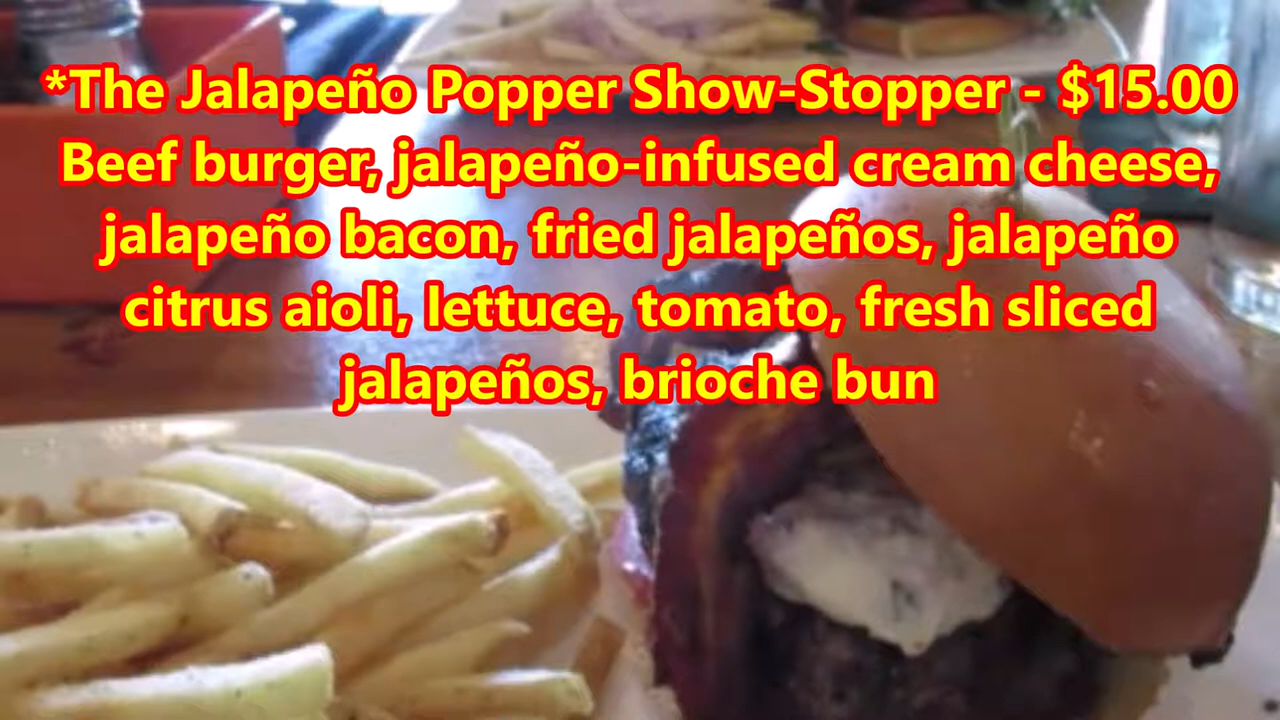 *The Jalapeño Popper Show-Stopper - $15.00
Beef burger, jalapeño-infused cream cheese,
jalapeño bacon, fried jalapeños, jalapeño
citrus aioli, lettuce, tomato, fresh sliced
jalapeños, brioche bun